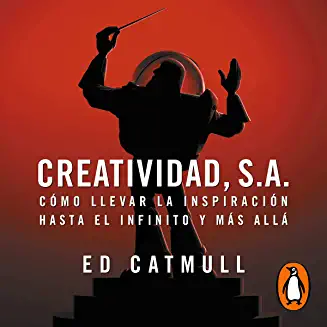 CREATIVIDAD, S.A.
CÓMO LLEVAR LA INSPIRACIÓN
HASTA EL INFINITO Y MÁS ALLÁ
ED CATMULL